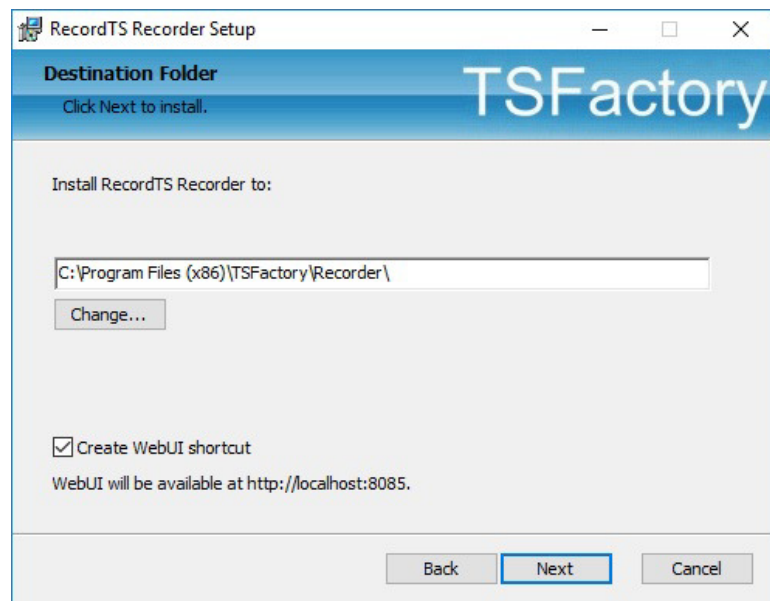 RecordTS Recorder Setup
Destination Folder
TSFactory
Click Next to install.
Install RecordTS Recorder to:
C:\Program Files (x86)\TSFactory\Recorder\
Change...
Create WebUI shortcut
WebUI will be available at http://localhost:8085.
Back Next Cancel